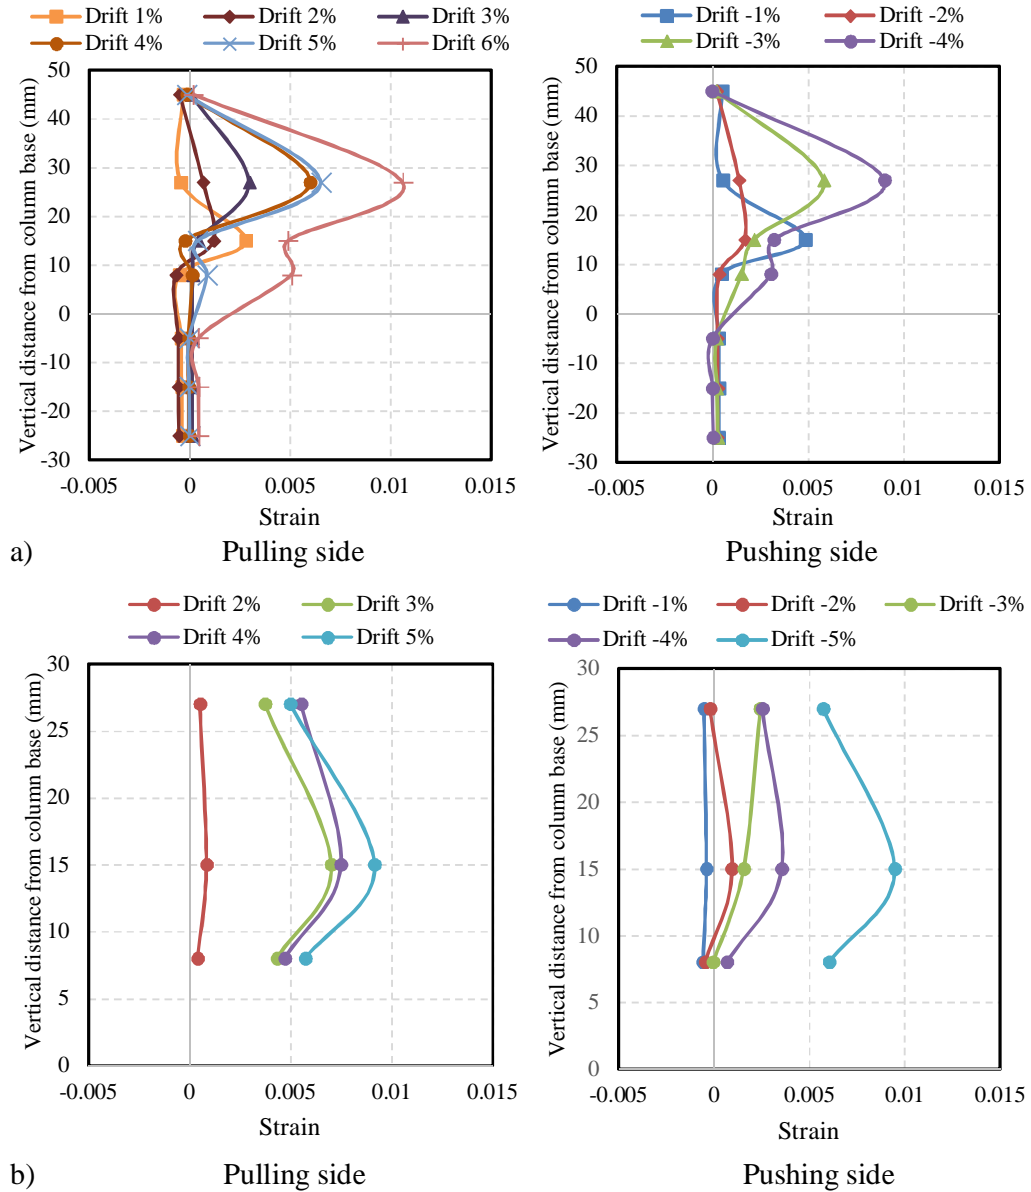 Drift 1% Drift 2% Drift 3%
Drift 4% Drift 5% Drift 6%
Vertical distance from column base (mm)
50
40
30
20
10
0
-10
-20
-30
-0.005 0 0.005 0.01 0.015
Strain
Drift -1% Drift -2%
Drift -3% Drift -4%
Vertical distance from column base (mm)
50
40
30
20
10
0
-10
-20
-30
-0.005 0 0.005 0.01 0.015
Strain
a) Pulling side Pushing side
Drift 2% Drift 3%
Drift 4% Drift 5%
Vertical distance from column base (mm)
30
25
20
15
10
5
0
-0.005 0 0.005 0.01 0.015
Strain
Drift -1% Drift -2% Drift -3%
Drift -4% Drift -5%
Vertical distance from column base (mm)
30
25
20
15
10
5
0
-0.005 0 0.005 0.01 0.015
Strain
b) Pulling side Pushing side